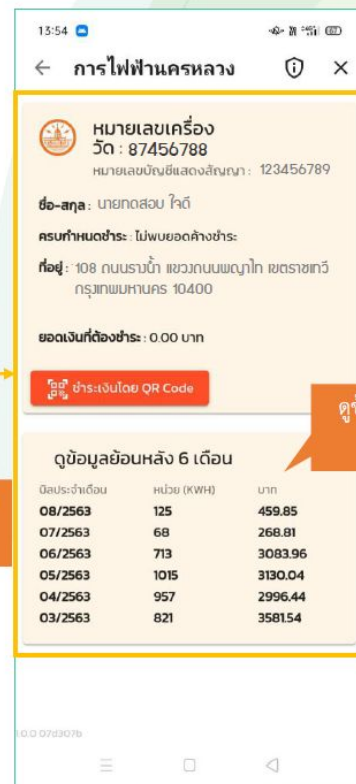 13:54
← การไฟฟ้านครหลวง
หมายเลขเครื่อง
วัด : 87456788
หมายเลขบัญชีแสดงสัญญา : 123456789
ชื่อ-สกุล : นายทดสอบ ใจดี
ครบกำหนดชำระ : ไม่พบยอดค้างชำระ
ที่อยู่ : 108 ถนนรางน้ำ แขวงถนนพญาไท เขตราชเทวี
กรุงเทพมหานคร 10400
ยอดเงินที่ต้องชำระ : 0.00 บาท
ชำระเงินโดย QR Code
ดูข้อมูลย้อนหลัง 6 เดือน
บิลประจำเดือน หน่วย (KWH) บาท
08/2563 125 459.85
07/2563 68 268.81
06/2563 713 3083.96
05/2563 1015 3130.04
04/2563 957 2996.44
03/2563 821 3581.54